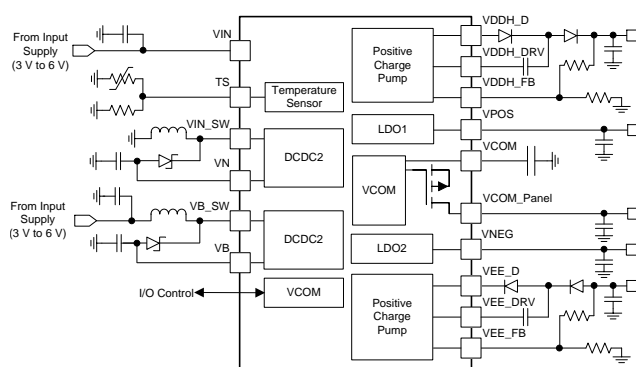 From Input
Supply
(3 V to 6 V)
VIN
TS
Temperature
Sensor
VIN_SW
VN
DCDC2
From Input
Supply
(3 V to 6 V)
VB_SW
VB
DCDC2
I/O Control
VCOM
Positive
Charge
Pump
VDDH_D
VDDH_DRV
VDDH_FB
LDO1
VPOS
VCOM
VCOM
VCOM_Panel
LDO2
VNEG
Positive
Charge
Pump
VEE_D
VEE_DRV
VEE_FB